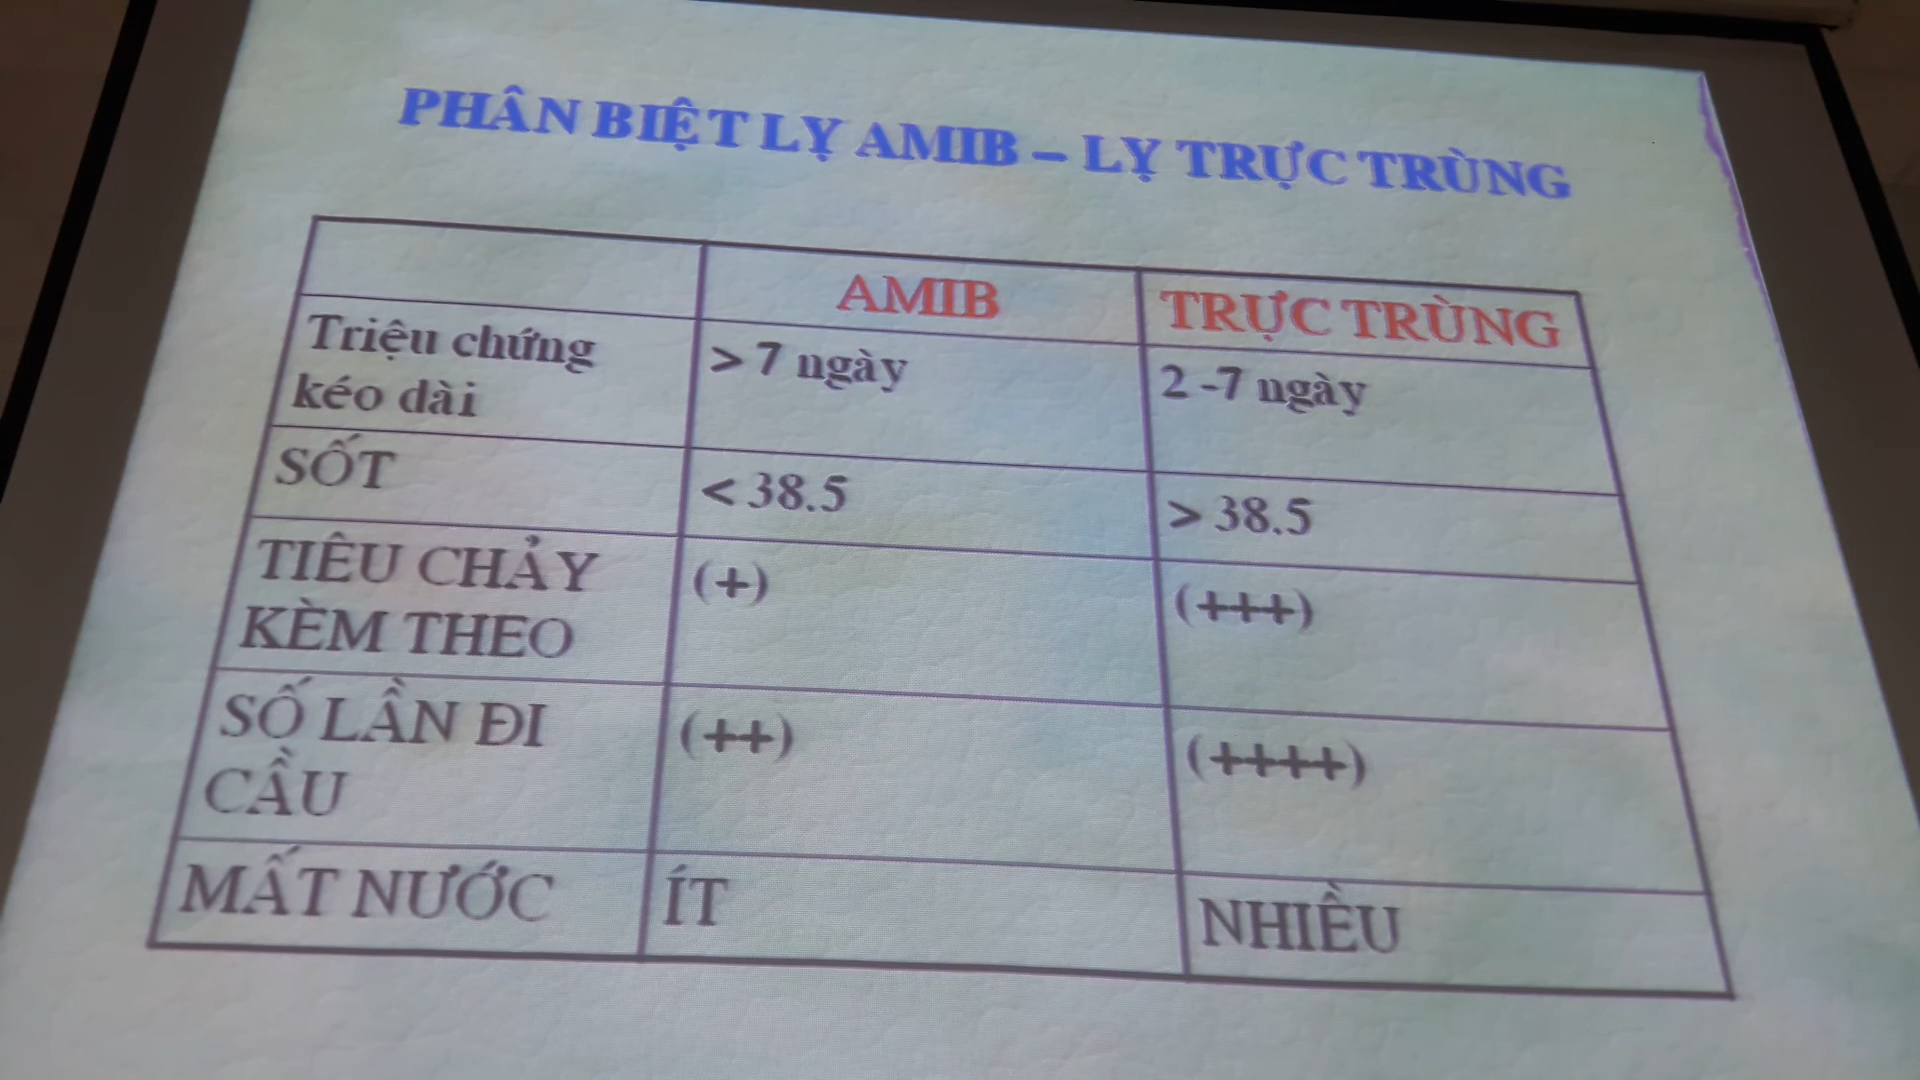 PHÂN BIỆT LỴ AMIB – LỴ TRỰC TRÙNG
AMIB
TRỰC TRÙNG
Triệu chứng
kéo dài
> 7 ngày
2 -7 ngày
SỐT
< 38.5
> 38.5
TIÊU CHẢY
KÈM THEO
(+)
(+++)
SỐ LẦN ĐI
CẦU
(++)
(++++)
MẤT NƯỚC
ÍT
NHIỀU